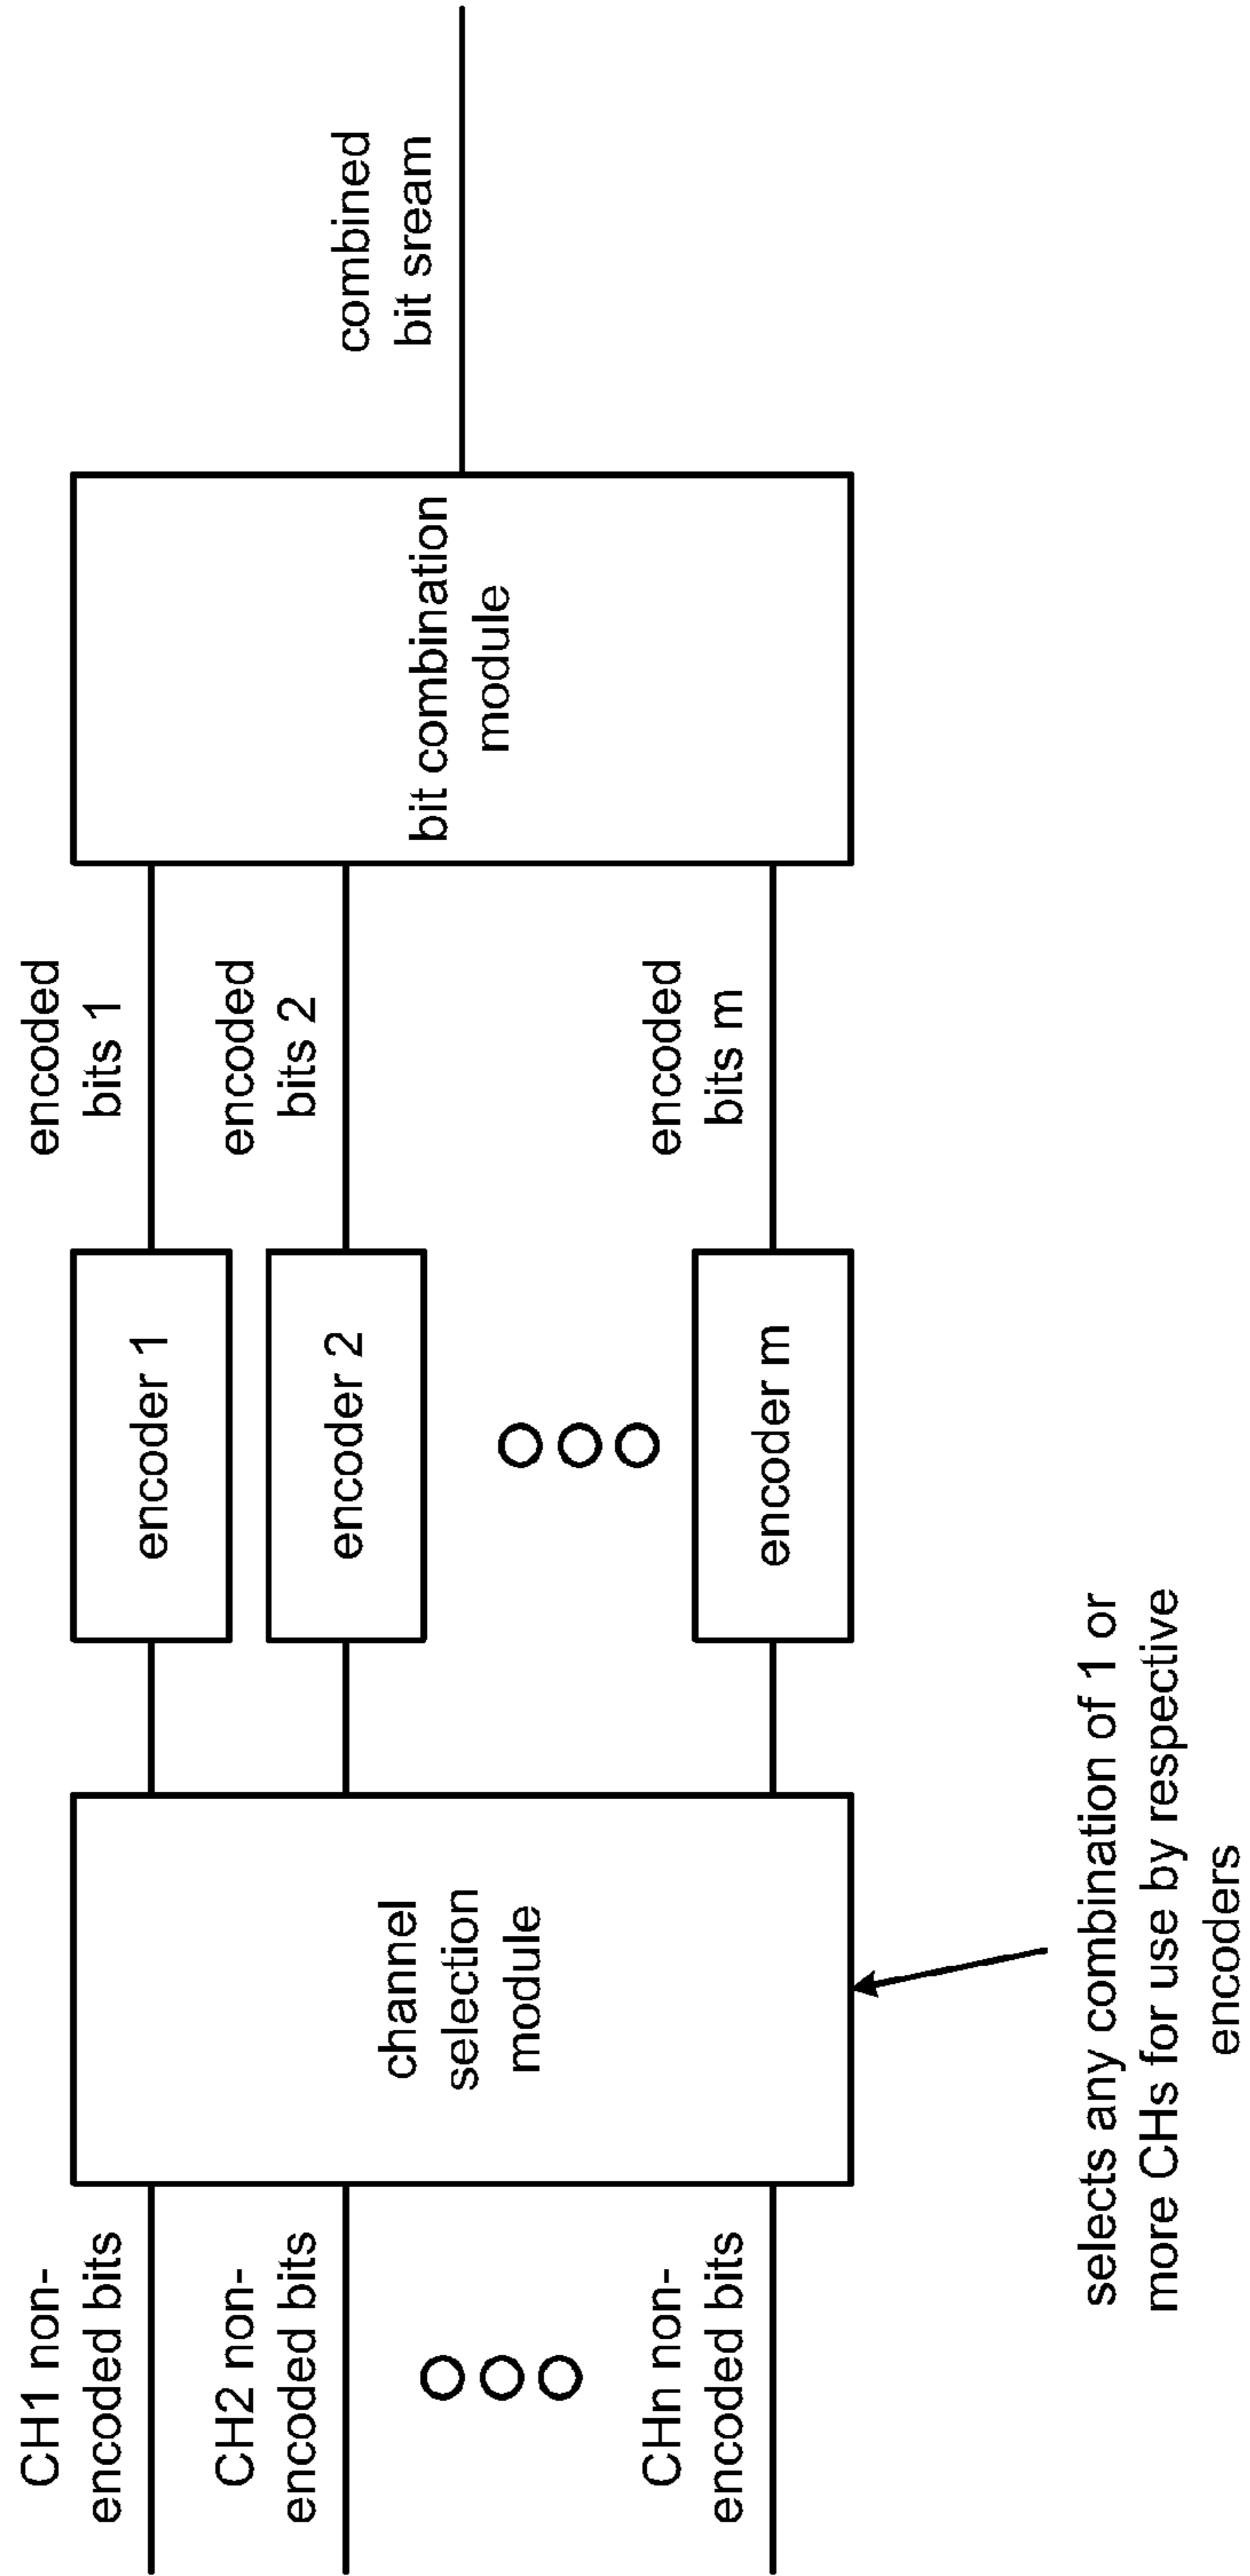 CH1 non-
encoded bits
CH2 non-
encoded bits
CHn non-
encoded bits
channel
selection
module
selects any combination of 1 or
more CHs for use by respective
encoders
encoder 1
encoder 2
encoder m
encoded
bits 1
encoded
bits 2
encoded
bits m
bit combination
module
combined
bit sream